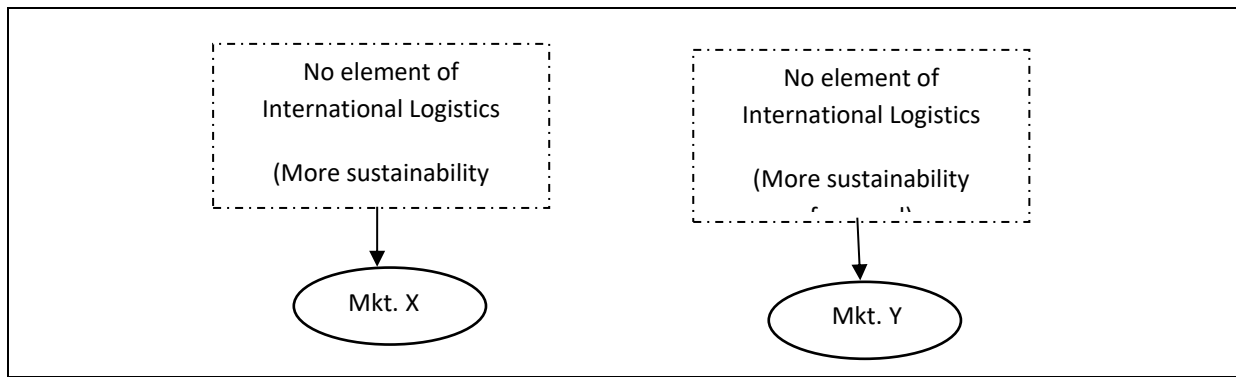 No element of
International Logistics
(More sustainability
Mkt. X
No element of
International Logistics
(More sustainability
Mkt. Y